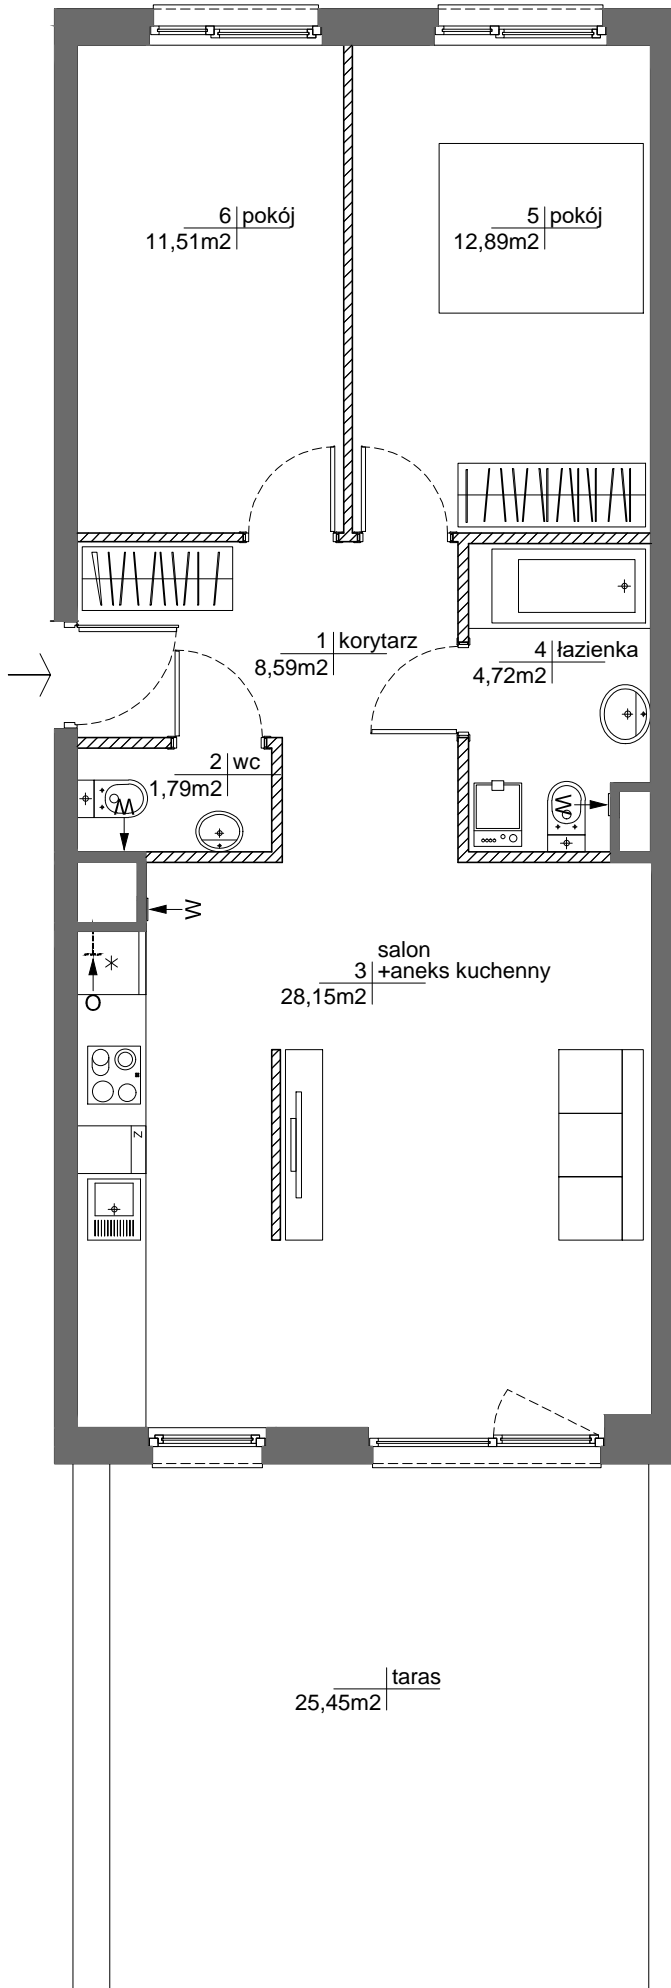 6 pokój
11,51m2
5 pokój
12,89m2
1 korytarz
8,59m2
4 łazienka
4,72m2
2 wc
1,79m2
W
W
W
salon
3 +aneks kuchenny
28,15m2
O
Z
taras
25,45m2